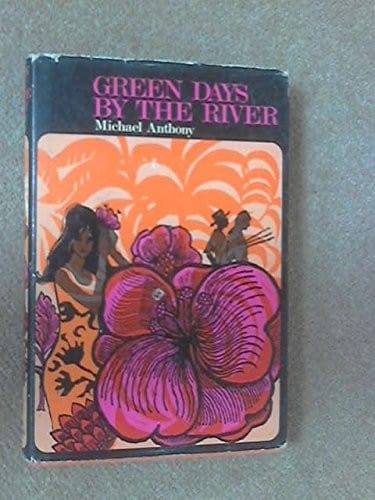 GREEN DAYS
BY THE RIVER
Michael Anthony